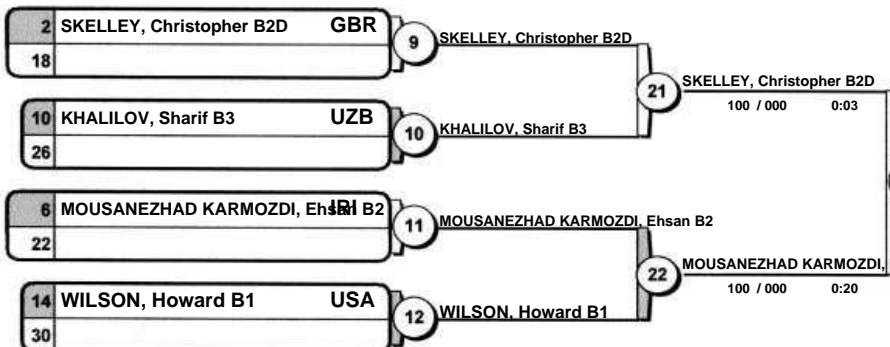 2 SKELLEY, Christopher B2D GBR
18
9
SKELLEY, Christopher B2D
10 KHALILOV, Sharif B3 UZB
26
10
KHALILOV, Sharif B3
21
SKELLEY, Christopher B2D
100 / 000 0:03
6 MOUSANEZHAD KARMOZDI, Ehsan B2 IRI
22
11
MOUSANEZHAD KARMOZDI, Ehsan B2
14 WILSON, Howard B1 USA
30
12
WILSON, Howard B1
22
MOUSANEZHAD KARMOZDI,
100 / 000 0:20